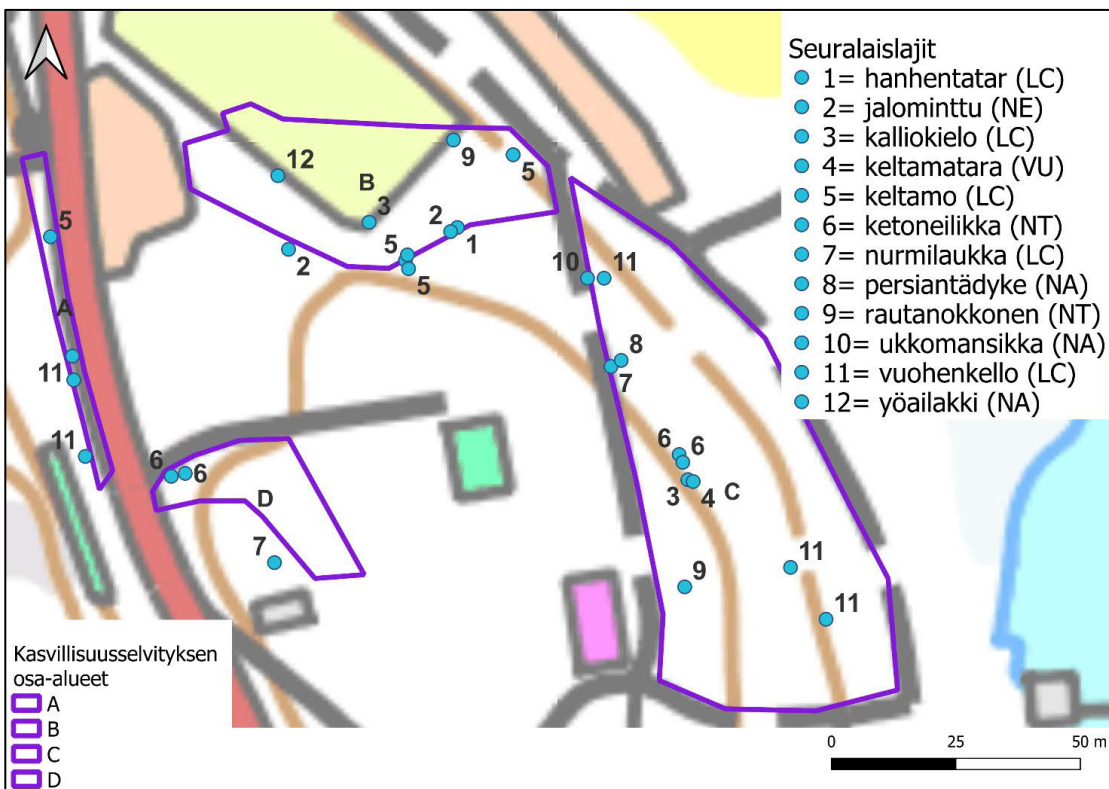 Seuralaislajit
1= hanhentatar (LC)
2= jalominttu (NE)
3= kalliokielo (LC)
4= keltamatara (VU)
5= keltamo (LC)
6= ketoneilikka (NT)
7= nurmilaukka (LC)
8= persiantädyke (NA)
9= rautanokkonen (NT)
10= ukkomansikka (NA)
11= vuohenkello (LC)
12= yöailakki (NA)
9
5
12
B
3
2
1
5
2
5
5
10
11
A
8
7
11
6
6
3
4
C
11
6
6
D
7
11
9
11
Kasvillisuusselvityksen
osa-alueet
A
B
C
D
0 25 50 m